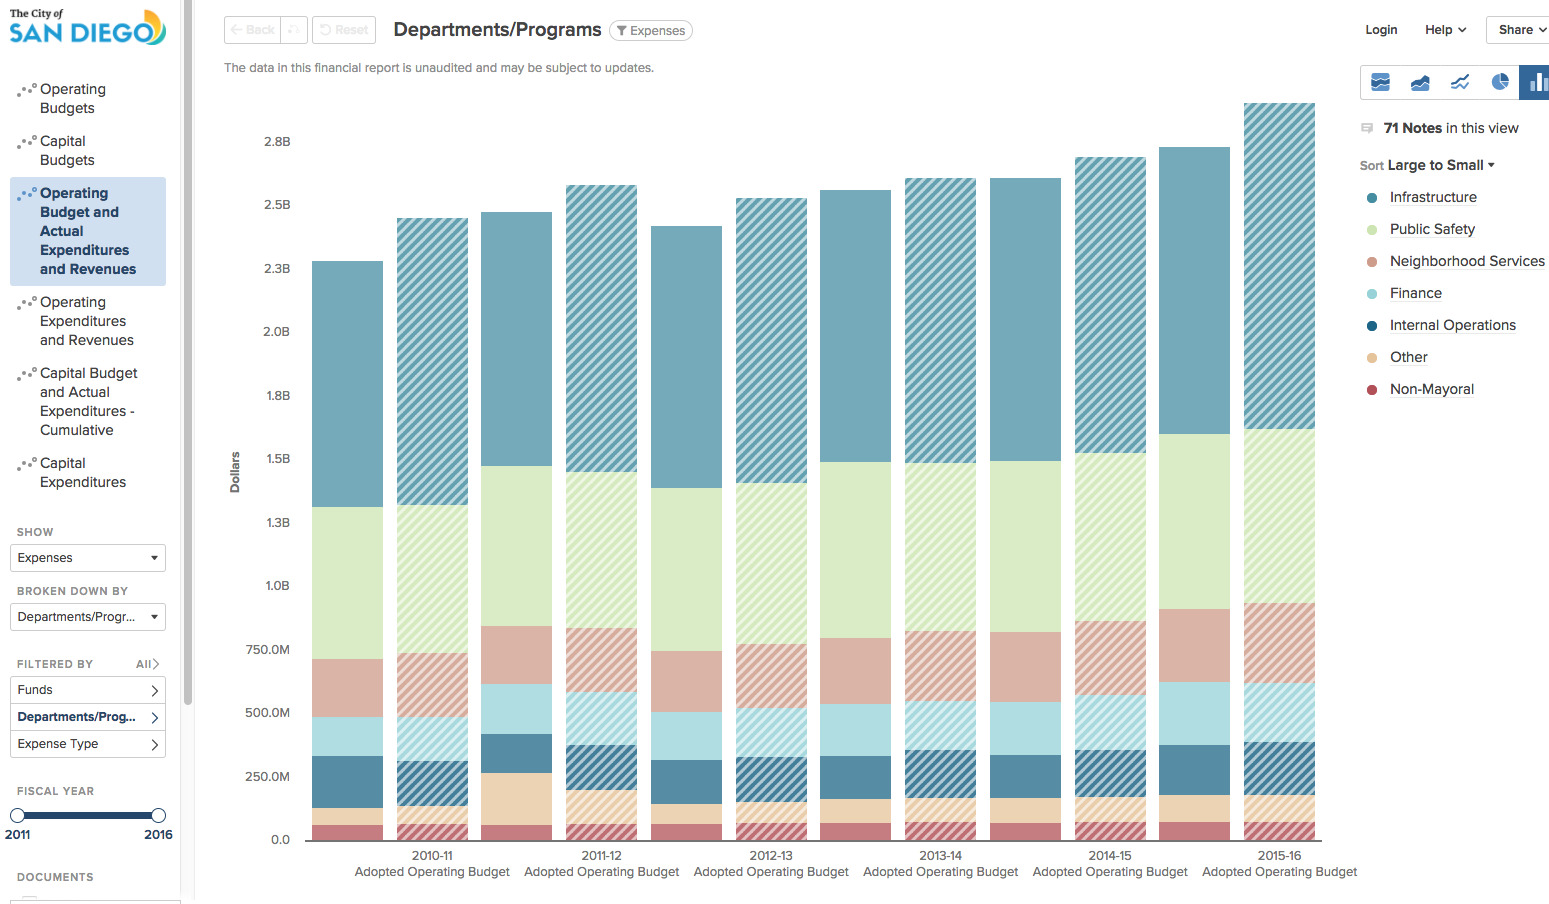 The City of
SAN DIEGO
Back
Reset
Departments/Programs
Expenses
Login
Help
Share
The data in this financial report is unaudited and may be subject to updates.
Operating
Budgets
Capital
Budgets
Operating
Budget and
Actual
Expenditures
and Revenues
Operating
Expenditures
and Revenues
Capital Budget
and Actual
Expenditures -
Cumulative
Capital
Expenditures
SHOW
Expenses
BROKEN DOWN BY
Departments/Progr...
FILTERED BY
All
Funds
Departments/Prog...
Expense Type
FISCAL YEAR
2011
2016
DOCUMENTS
Dollars
2.8B
2.5B
2.3B
2.0B
1.8B
1.5B
1.3B
1.0B
750.0M
500.0M
250.0M
0.0
2010-11
Adopted Operating Budget
2011-12
Adopted Operating Budget
2012-13
Adopted Operating Budget
2013-14
Adopted Operating Budget
2014-15
Adopted Operating Budget
2015-16
Adopted Operating Budget
71 Notes in this view
Sort Large to Small
Infrastructure
Public Safety
Neighborhood Services
Finance
Internal Operations
Other
Non-Mayoral